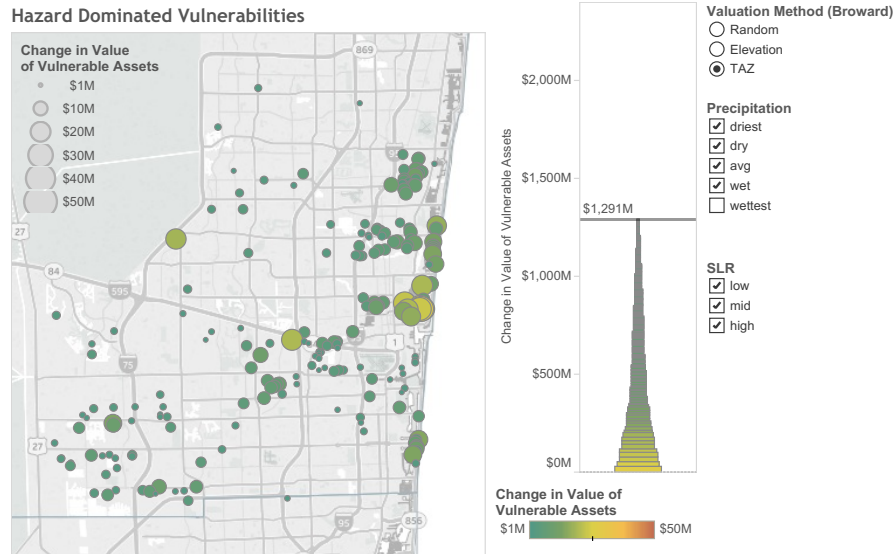 Hazard Dominated Vulnerabilities
Change in Value
of Vulnerable Assets
$1M
$10M
$20M
$30M
$40M
$50M
869
95
27
84
595
1
75
27
95
856
Change in Value of Vulnerable Assets
$2,000M
$1,500M
$1,291M
$1,000M
$500M
$0M
Change in Value of
Vulnerable Assets
$1M
$50M
Valuation Method (Broward)
Random
Elevation
TAZ
Precipitation
driest
dry
avg
wet
wettest
SLR
low
mid
high